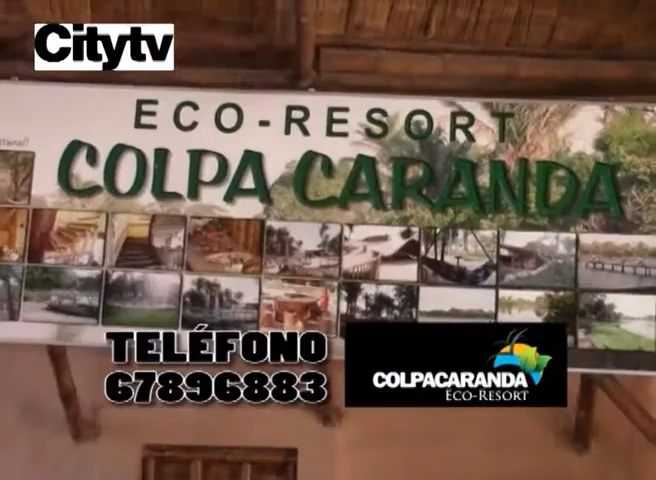 Citytv
ECO-RESORT
COLPA CARANDA
TELÉFONO
67896883
COLPACARANDA
ECO-RESORT